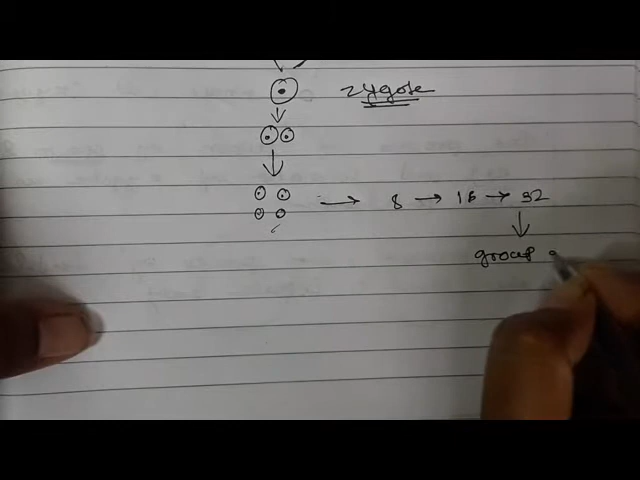 zygote
→ 8 → 16 → 32
group